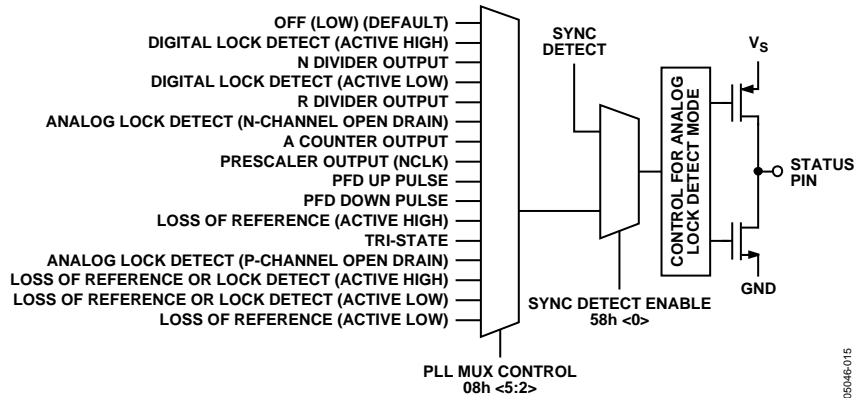 OFF (LOW) (DEFAULT)
DIGITAL LOCK DETECT (ACTIVE HIGH)
N DIVIDER OUTPUT
DIGITAL LOCK DETECT (ACTIVE LOW)
R DIVIDER OUTPUT
ANALOG LOCK DETECT (N-CHANNEL OPEN DRAIN)
A COUNTER OUTPUT
PRESCALER OUTPUT (NCLK)
PFD UP PULSE
PFD DOWN PULSE
LOSS OF REFERENCE (ACTIVE HIGH)
TRI-STATE
ANALOG LOCK DETECT (P-CHANNEL OPEN DRAIN)
LOSS OF REFERENCE OR LOCK DETECT (ACTIVE HIGH)
LOSS OF REFERENCE OR LOCK DETECT (ACTIVE LOW)
LOSS OF REFERENCE (ACTIVE LOW)
PLL MUX CONTROL
08h <5:2>
SYNC
DETECT
SYNC DETECT ENABLE
58h <0>
CONTROL FOR ANALOG
LOCK DETECT MODE
VS
STATUS
PIN
GND
05046-015